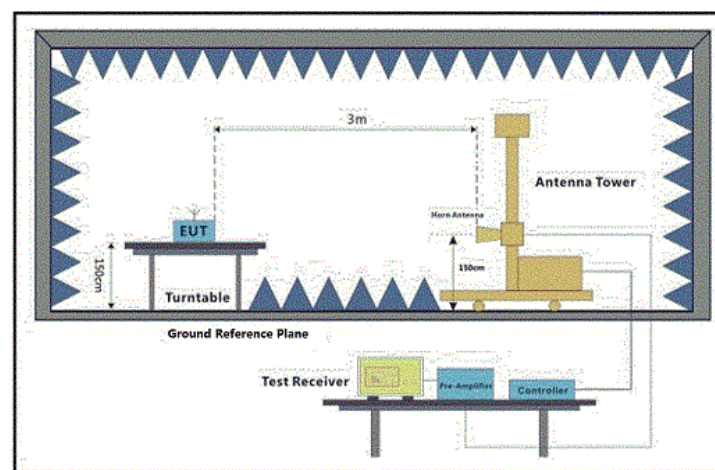 3m
Antenna Tower
Horn Antenna
EUT
150cm
150cm
Turntable
Ground Reference Plane
Test Receiver
Pre-Amplifier
Controller